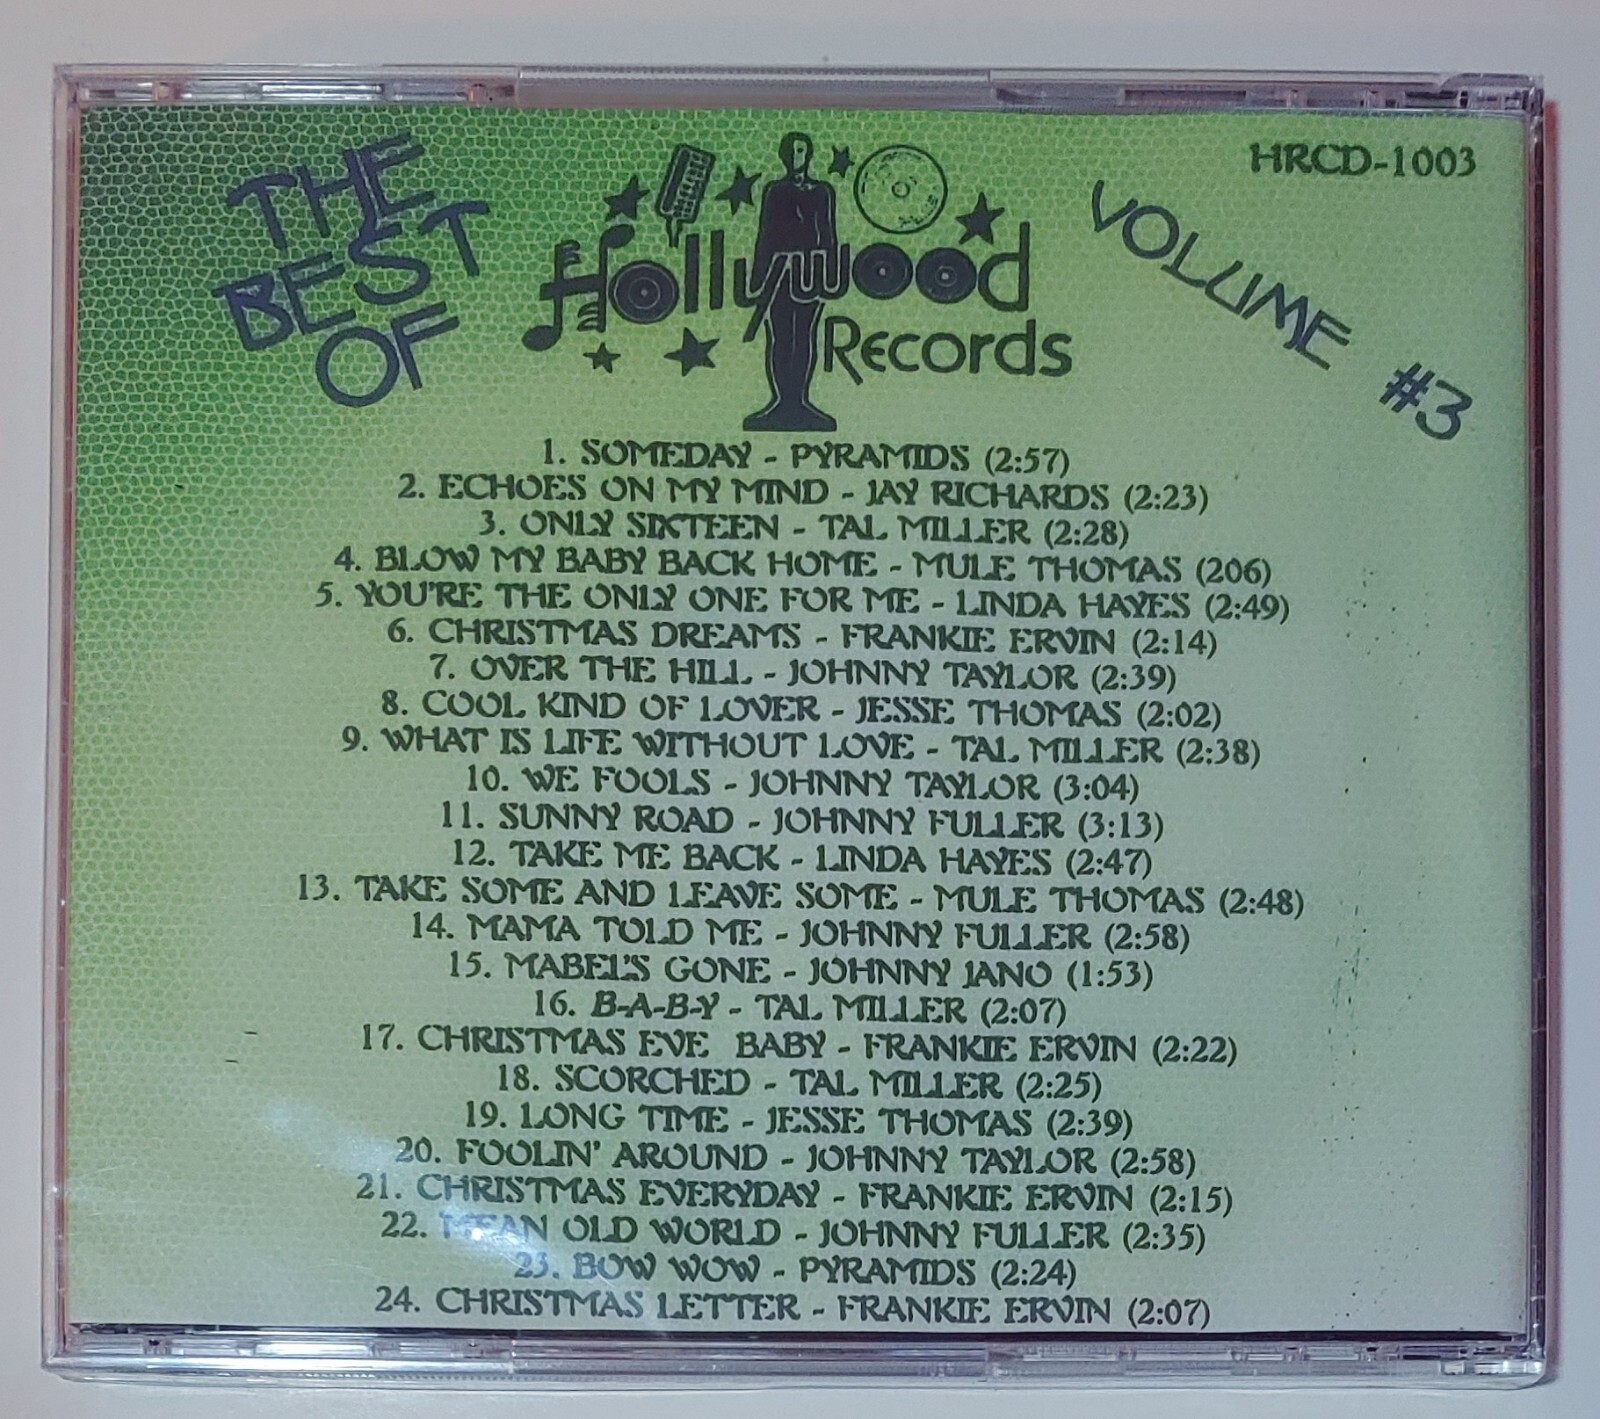 THE
BEST
OF
Hollywood
Records
HRCD-1003
VOLUME #3
1. SOMEDAY - PYRAMIDS (2:57)
2. ECHOES ON MY MIND - JAY RICHARDS (2:23)
3. ONLY SIXTEEN - TAL MILLER (2:28)
4. BLOW MY BABY BACK HOME - MULE THOMAS (206)
5. YOU'RE THE ONLY ONE FOR ME - LINDA HAYES (2:49)
6. CHRISTMAS DREAMS - FRANKIE ERVIN (2:14)
7. OVER THE HILL - JOHNNY TAYLOR (2:39)
8. COOL KIND OF LOVER - JESSE THOMAS (2:02)
9. WHAT IS LIFE WITHOUT LOVE - TAL MILLER (2:38)
10. WE FOOLS - JOHNNY TAYLOR (3:04)
11. SUNNY ROAD - JOHNNY FULLER (3:13)
12. TAKE ME BACK - LINDA HAYES (2:47)
13. TAKE SOME AND LEAVE SOME - MULE THOMAS (2:48)
14. MAMA TOLD ME - JOHNNY FULLER (2:58)
15. MABEL'S GONE - JOHNNY JANO (1:53)
16. B-A-B-Y - TAL MILLER (2:07)
17. CHRISTMAS EVE BABY - FRANKIE ERVIN (2:22)
18. SCORCHED - TAL MILLER (2:25)
19. LONG TIME - JESSE THOMAS (2:39)
20. FOOLIN' AROUND - JOHNNY TAYLOR (2:58)
21. CHRISTMAS EVERYDAY - FRANKIE ERVIN (2:15)
22. MEAN OLD WORLD - JOHNNY FULLER (2:35)
23. BOW WOW - PYRAMIDS (2:24)
24. CHRISTMAS LETTER - FRANKIE ERVIN (2:07)